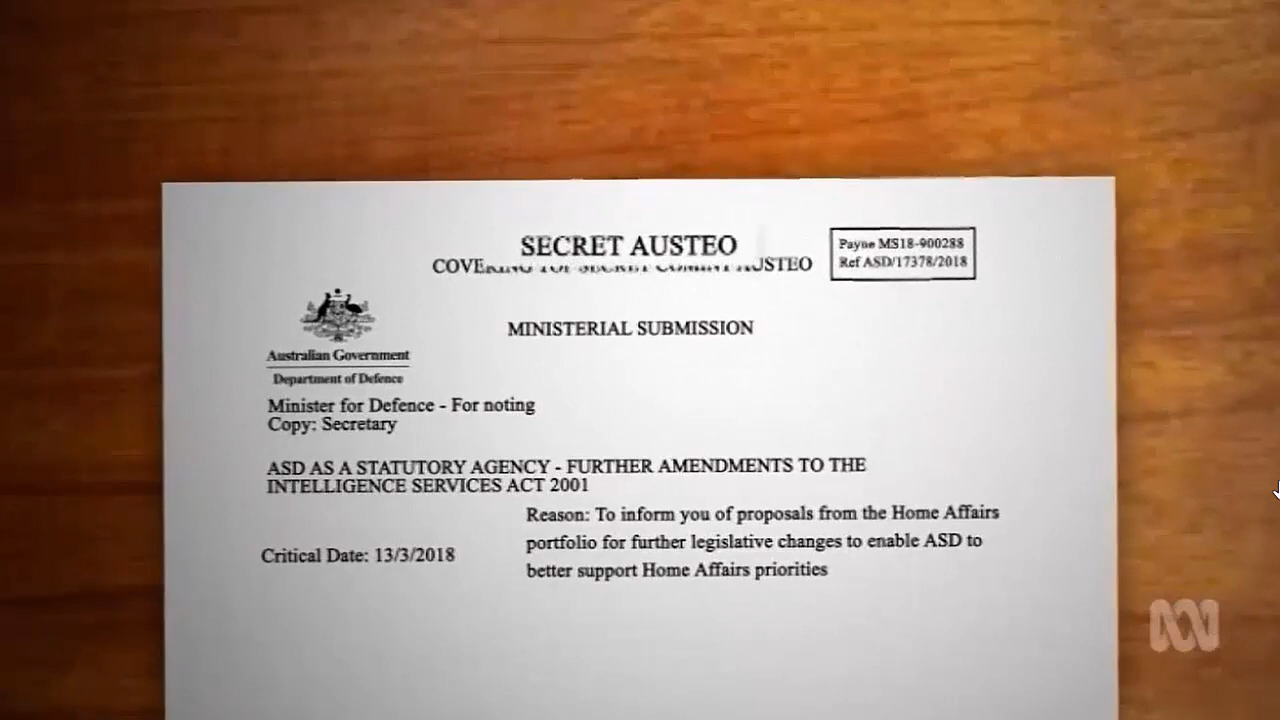 SECRET AUSTEO
AUSTEO
Payne MS18-900288
Ref ASD/17378/2018
MINISTERIAL SUBMISSION
Australian Government
Department of Defence
Minister for Defence - For noting
Copy: Secretary
ASD AS A STATUTORY AGENCY - FURTHER AMENDMENTS TO THE
INTELLIGENCE SERVICES ACT 2001
Reason: To inform you of proposals from the Home Affairs
portfolio for further legislative changes to enable ASD to
better support Home Affairs priorities
Critical Date: 13/3/2018